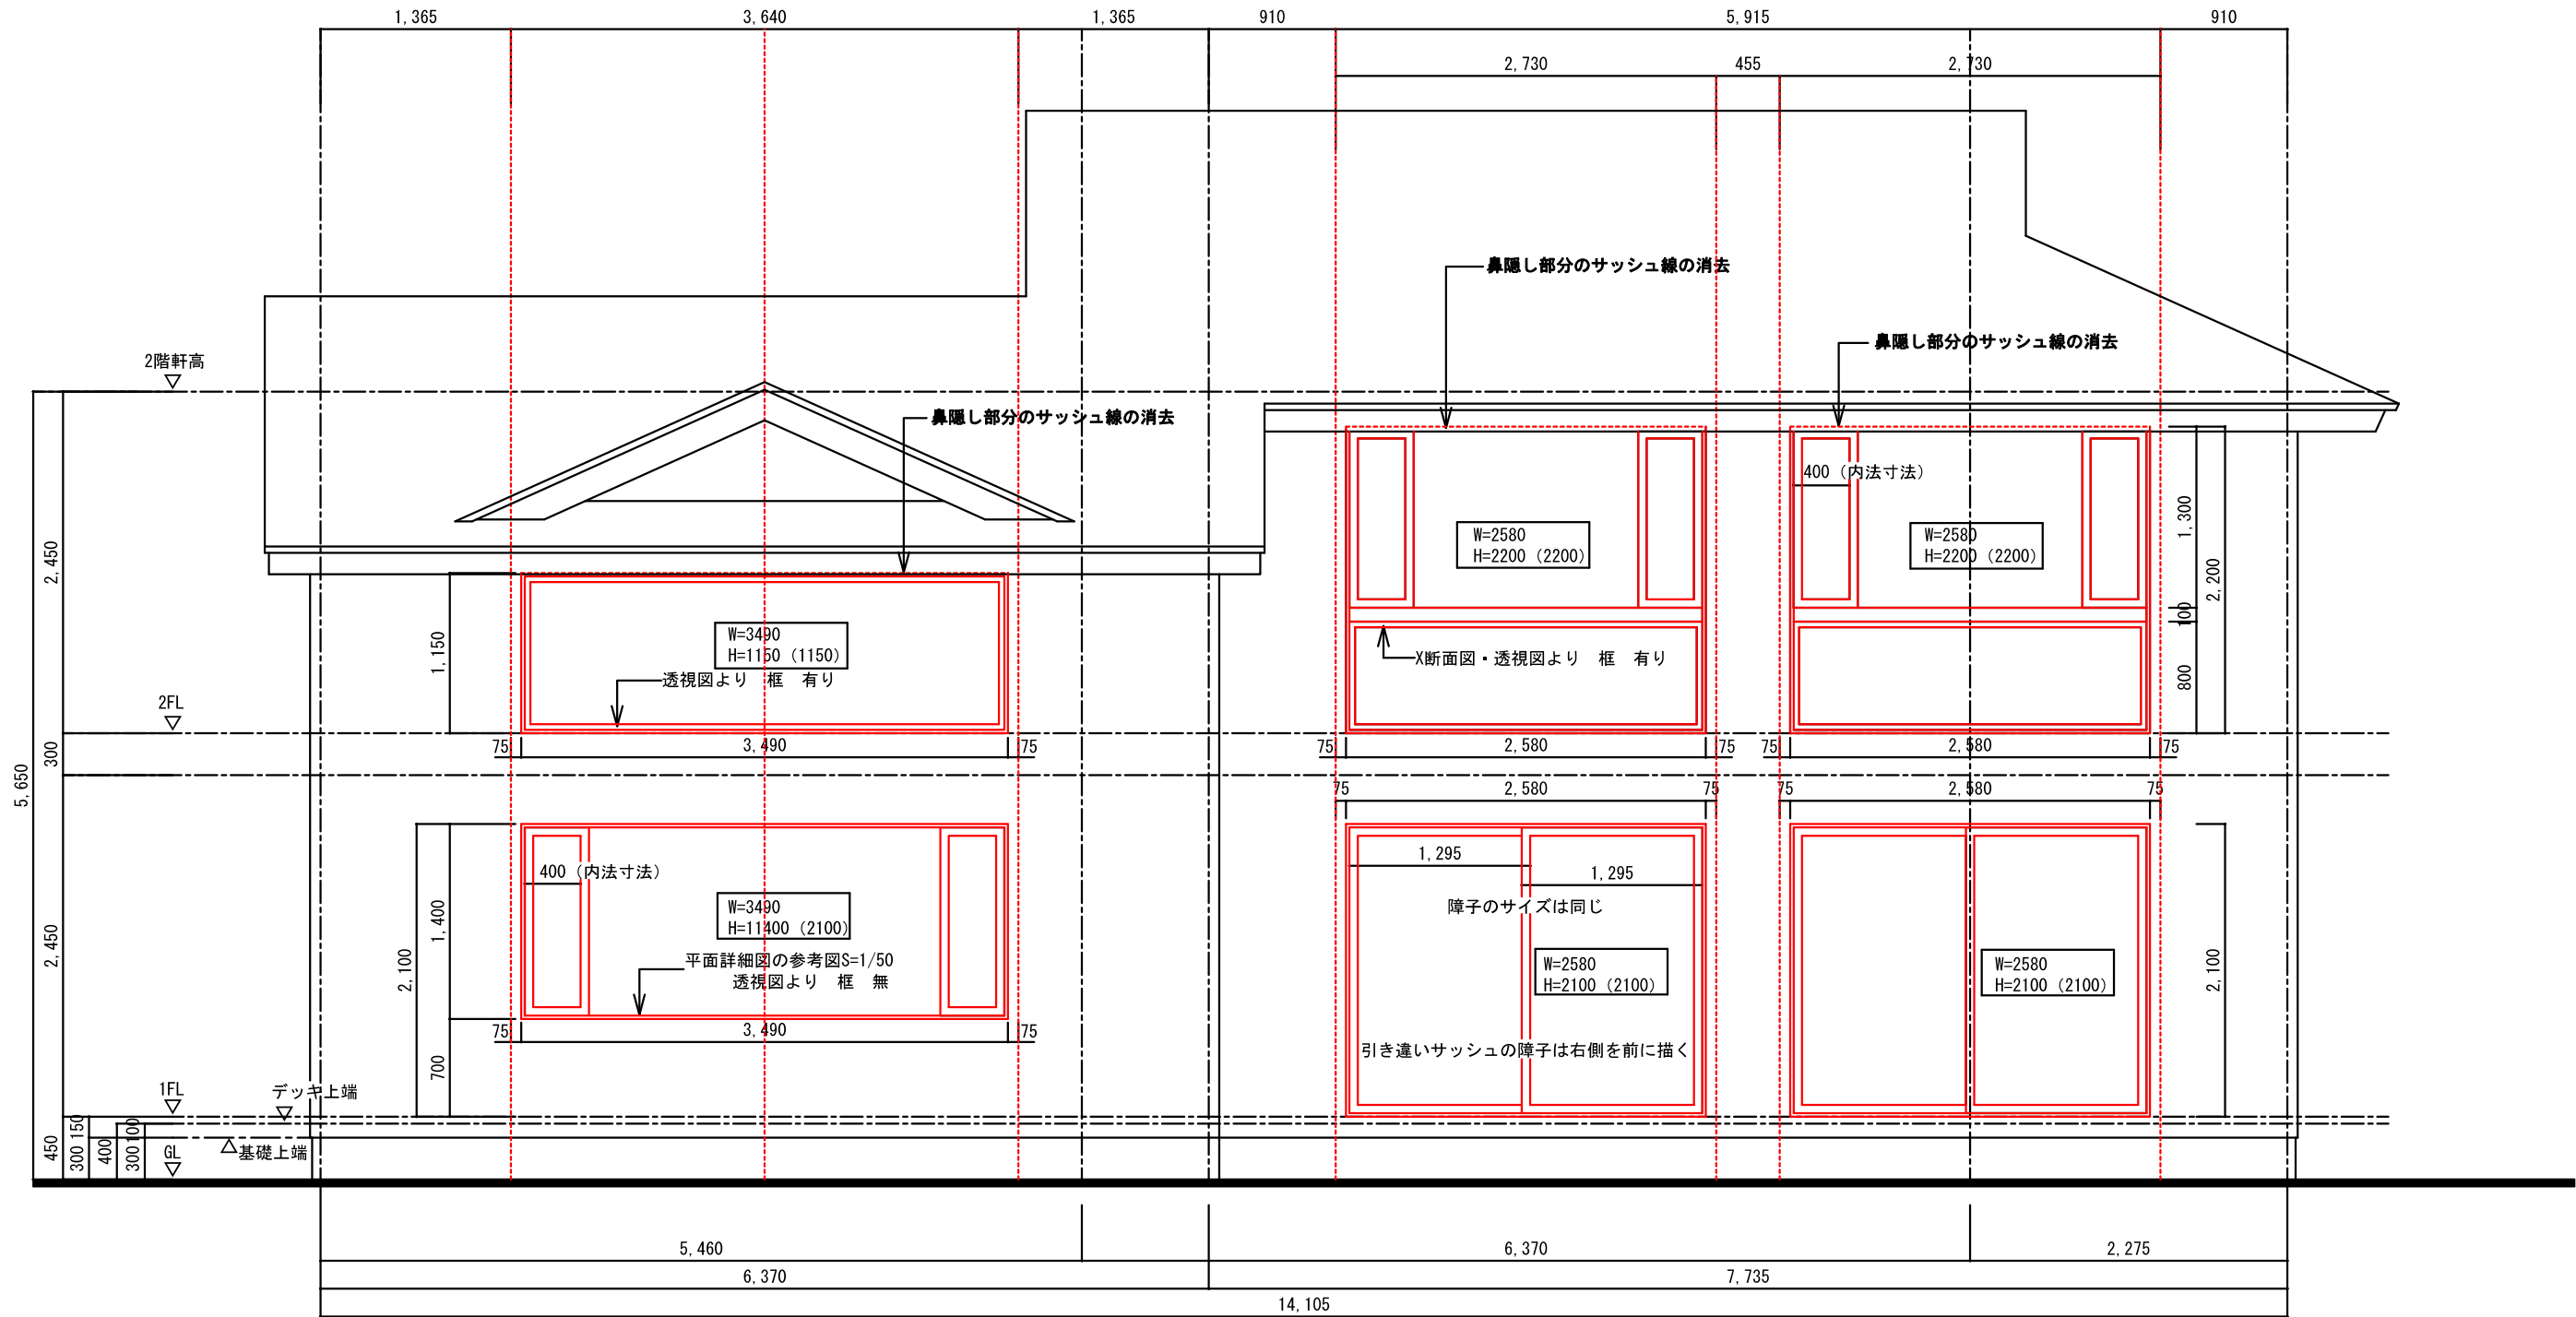 1,365
3,640
1,365
910
5,915
910
2,730
455
2,730
鼻隠し部分のサッシュ線の消去
鼻隠し部分のサッシュ線の消去
2階軒高
鼻隠し部分のサッシュ線の消去
400（内法寸法）
W=2580
H=2200（2200）
W=2580
H=2200（2200）
1,300
2,200
100
800
2,450
1,150
W=3490
H=1150（1150）
透視図より　框　有り
X断面図・透視図より　框　有り
2FL
75
3,490
75
75
2,580
75
75
2,580
75
300
5,650
75
2,580
75
75
2,580
75
400（内法寸法）
1,295
1,295
障子のサイズは同じ
W=3490
H=11400（2100）
2,450
2,100
1,400
平面詳細図の参考図S=1/50
透視図より　框　無
W=2580
H=2100（2100）
W=2580
H=2100（2100）
2,100
75
3,490
75
引き違いサッシュの障子は右側を前に描く
700
1FL
デッキ上端
450
300
150
400
300
100
GL
基礎上端
5,460
6,370
2,275
6,370
7,735
14,105